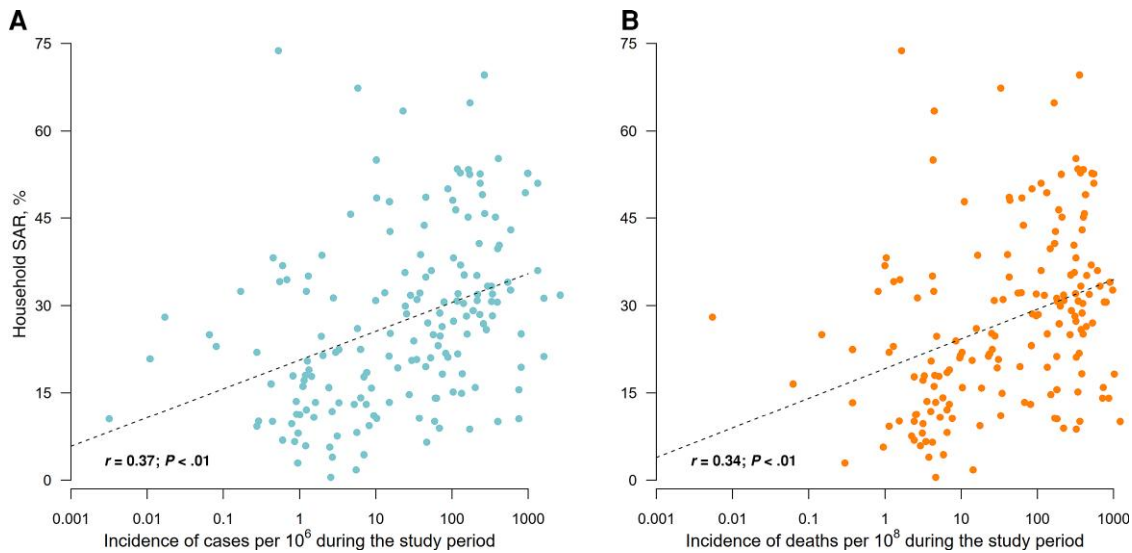 A
Household SAR, %
75
60
45
30
15
0
r = 0.37; P < .01
0.001 0.01 0.1 1 10 100 1000
Incidence of cases per 10⁶ during the study period
B
75
60
45
30
15
0
r = 0.34; P < .01
0.001 0.01 0.1 1 10 100 1000
Incidence of deaths per 10⁸ during the study period